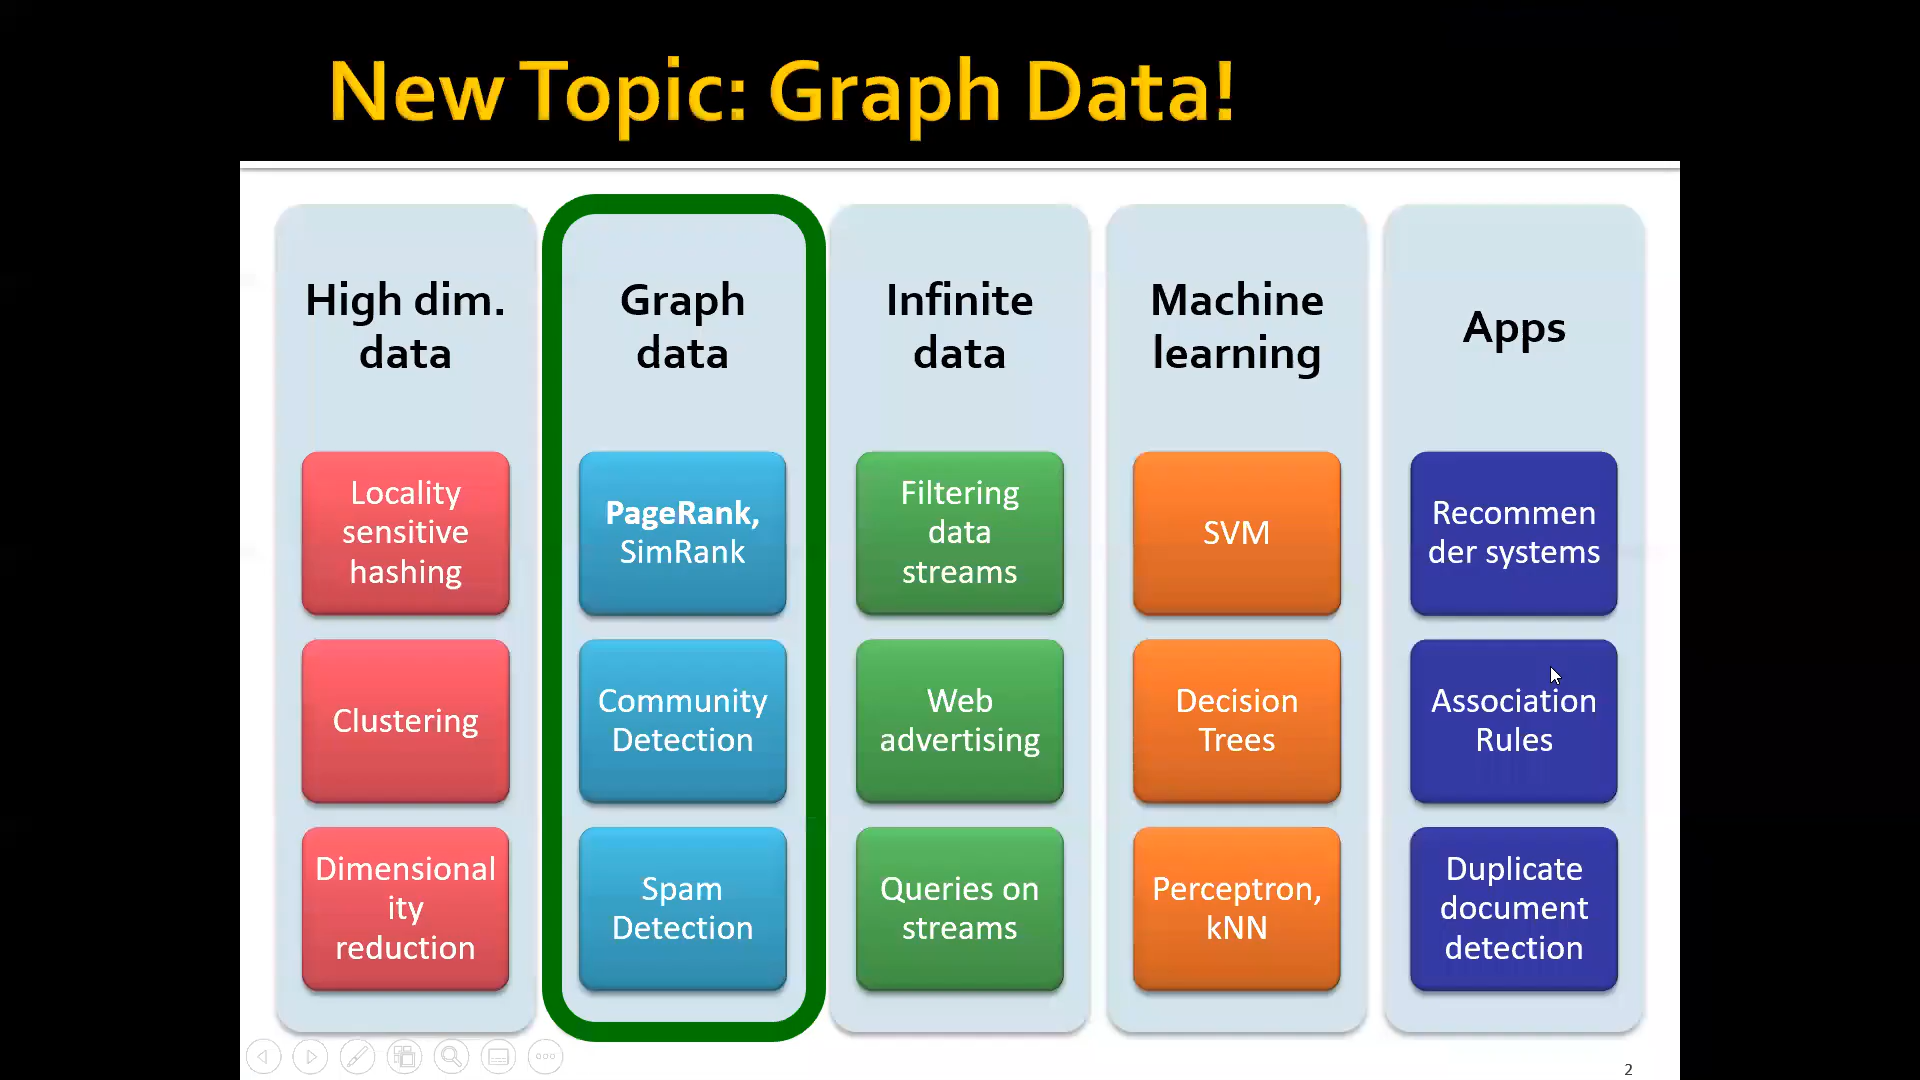 New Topic: Graph Data!
High dim.
data
Locality
sensitive
hashing
Clustering
Dimensional
ity
reduction
Graph
data
PageRank,
SimRank
Community
Detection
Spam
Detection
Infinite
data
Filtering
data
streams
Web
advertising
Queries on
streams
Machine
learning
SVM
Decision
Trees
Perceptron,
kNN
Apps
Recommen
der systems
Association
Rules
Duplicate
document
detection
2